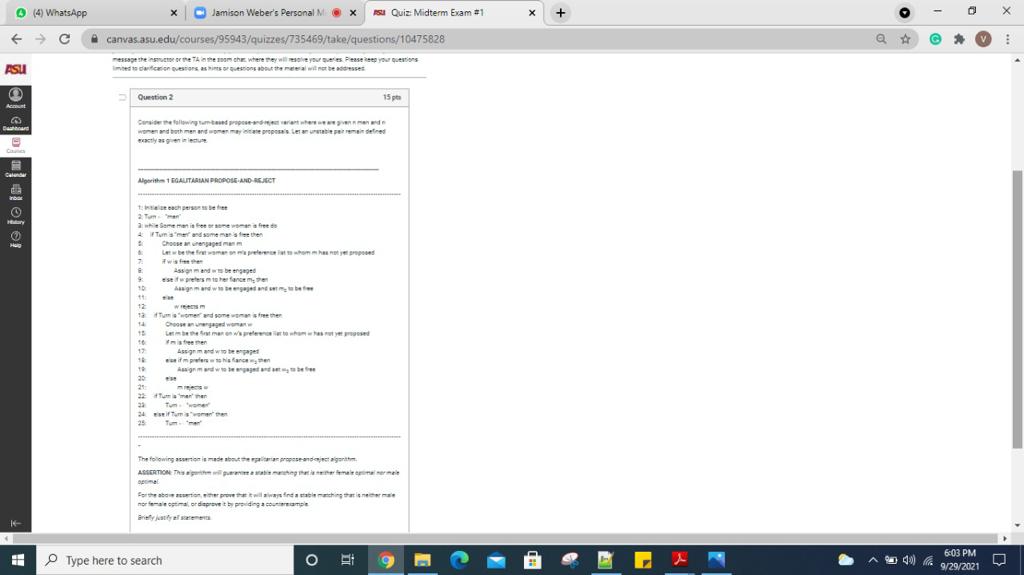 (4) WhatsApp
Jamison Weber's Personal M
Quiz: Midterm Exam #1
canvas.asu.edu/courses/95943/quizzes/735469/take/questions/10475828
message the instructor or the TA in the zoom chat, where they will resolve your queries. Please keep your questions
limited to clarification questions, as hints or questions about the material will not be addressed.
ASU
Account
Dashboard
Courses
Calendar
Inbox
History
Help
Question 2 15 pts
Consider the following turn-based propose-and-reject variant where we are given n men and n
women and both men and women may initiate proposals. Let an unstable pair remain defined
exactly as given in lecture.
Algorithm 1 EGALITARIAN PROPOSE-AND-REJECT
1: Initialize each person to be free
2: Turn ← "men"
3: while Some man is free or some woman is free do
4: if Turn is "men" and some man is free then
5: Choose an unengaged man m
6: Let w be the first woman on m's preference list to whom m has not yet proposed
7: if w is free then
8: Assign m and w to be engaged
9: else if w prefers m to her fiance m₂ then
10: Assign m and w to be engaged and set m₂ to be free
11: else
12: w rejects m
13: if Turn is "women" and some woman is free then
14: Choose an unengaged woman w
15: Let m be the first man on w's preference list to whom w has not yet proposed
16: if m is free then
17: Assign m and w to be engaged
18: else if m prefers w to his fiance w₂ then
19: Assign m and w to be engaged and set w₂ to be free
20: else
21: m rejects w
22: if Turn is "men" then
23: Turn ← "women"
24: else if Turn is "women" then
25: Turn ← "men"
The following assertion is made about the egalitarian propose-and-reject algorithm.
ASSERTION: This algorithm will guarantee a stable matching that is neither female optimal nor male
optimal.
For the above assertion, either prove that it will always find a stable matching that is neither male
nor female optimal, or disprove it by providing a counterexample.
Briefly justify all statements.
Type here to search
6:03 PM
9/29/2021